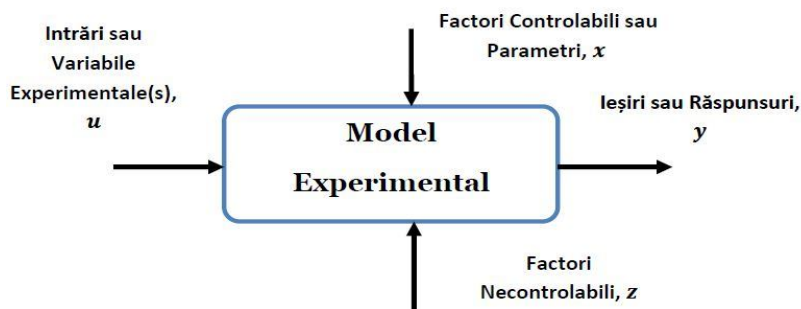 Intrări sau
Variabile
Experimentale(s),
u
Factori Controlabili sau
Parametri, x
Model
Experimental
Ieșiri sau Răspunsuri,
y
Factori
Necontrolabili, z